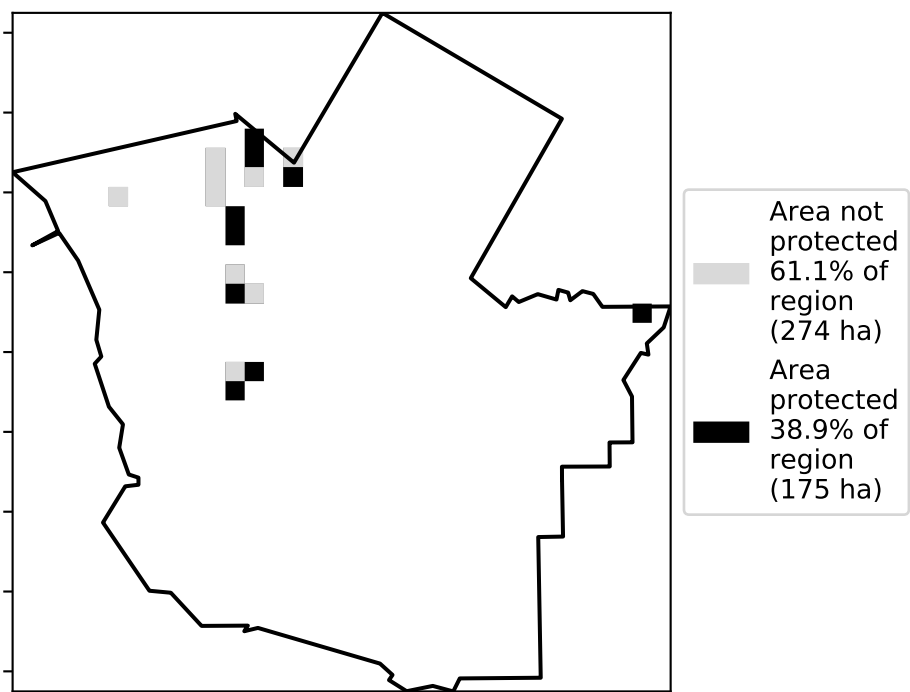 Area not
protected
61.1% of
region
(274 ha)
Area
protected
38.9% of
region
(175 ha)